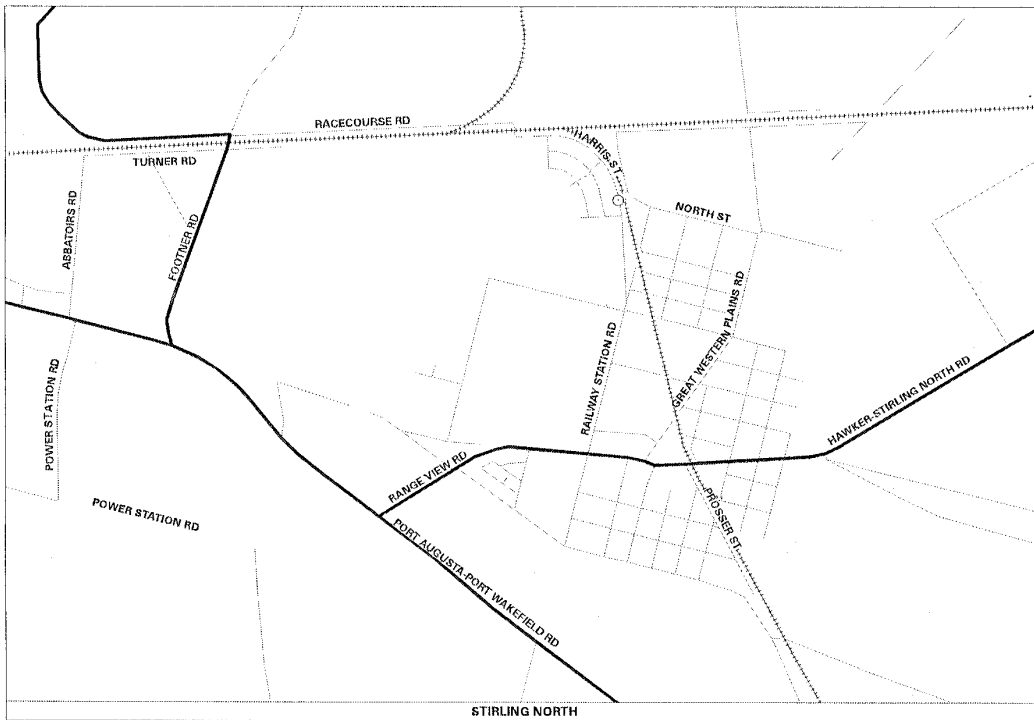 RACECOURSE RD
TURNER RD
HARRIS ST
NORTH ST
ABBATOIRS RD
FOOTNER RD
GREAT WESTERN PLAINS RD
RAILWAY STATION RD
HAWKER-STIRLING NORTH RD
POWER STATION RD
RANGE VIEW RD
POWER STATION RD
PROSSER ST
PORT AUGUSTA-PORT WAKEFIELD RD
STIRLING NORTH